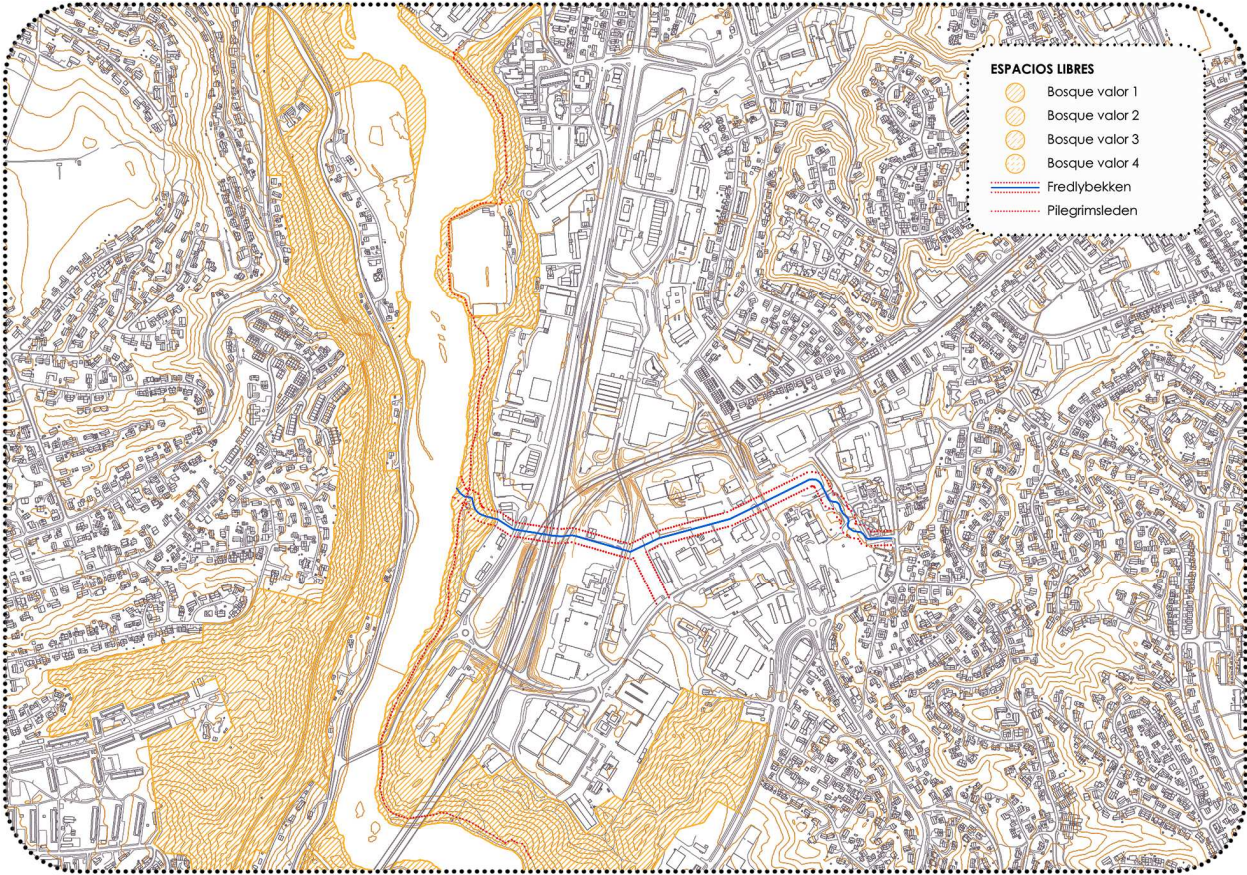 ESPACIOS LIBRES
Bosque valor 1
Bosque valor 2
Bosque valor 3
Bosque valor 4
Fredlybekken
Pilegrimsleden